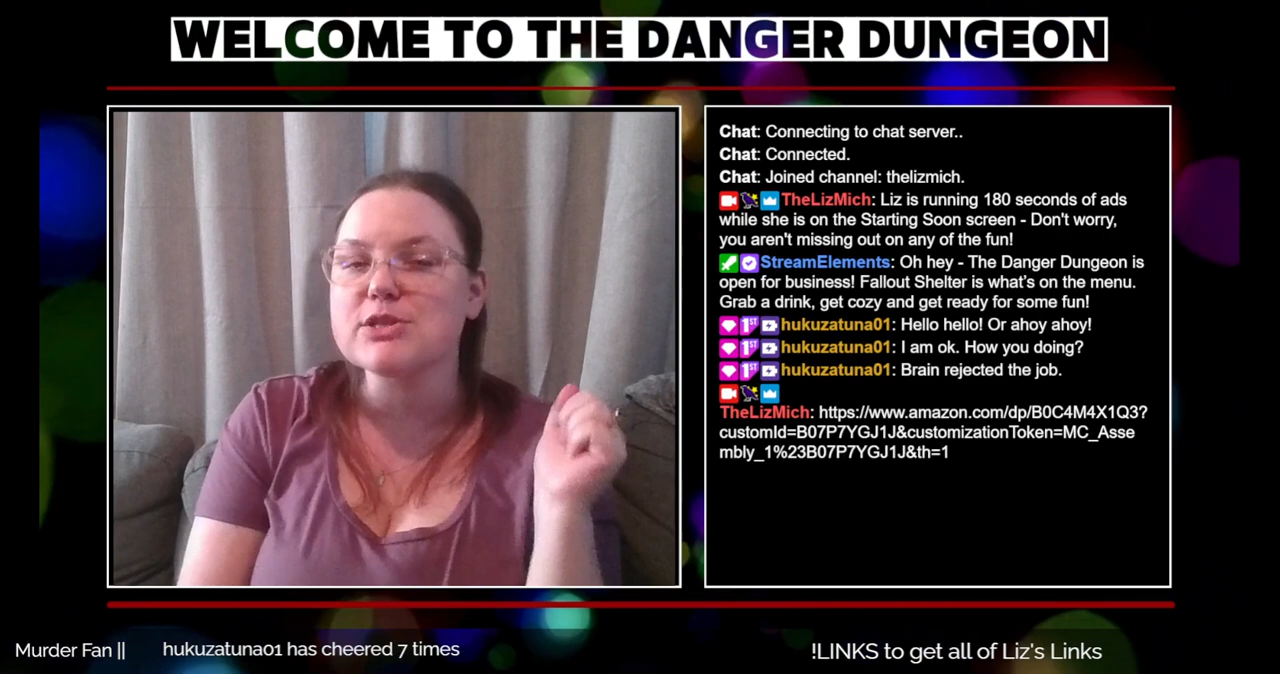 WELCOME TO THE DANGER DUNGEON
Chat: Connecting to chat server..
Chat: Connected.
Chat: Joined channel: thelizmich.
TheLizMich: Liz is running 180 seconds of ads
while she is on the Starting Soon screen - Don't worry,
you aren't missing out on any of the fun!
StreamElements: Oh hey - The Danger Dungeon is
open for business! Fallout Shelter is what's on the menu.
Grab a drink, get cozy and get ready for some fun!
1ST hukuzatuna01: Hello hello! Or ahoy ahoy!
1ST hukuzatuna01: I am ok. How you doing?
1ST hukuzatuna01: Brain rejected the job.
TheLizMich: https://www.amazon.com/dp/B0C4M4X1Q3?
customId=B07P7YGJ1J&customizationToken=MC_Asse
mbly_1%23B07P7YGJ1J&th=1
Murder Fan || hukuzatuna01 has cheered 7 times
!LINKS to get all of Liz's Links